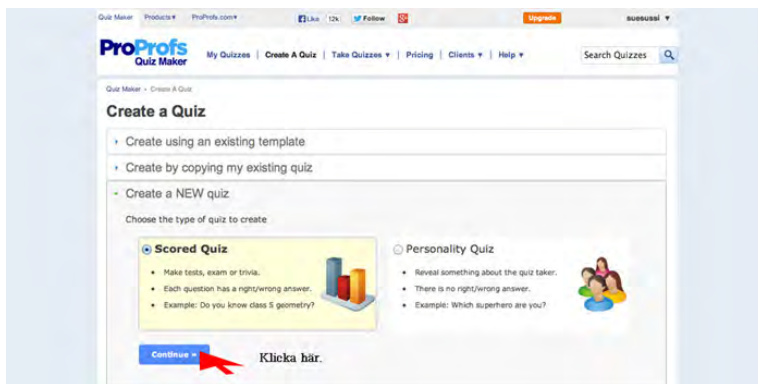 Quiz Maker Products ▾ ProProfs.com ▾ Like 12k Follow Upgrade suesussi ▾
ProProfs
Quiz Maker
My Quizzes | Create A Quiz | Take Quizzes ▾ | Pricing | Clients ▾ | Help ▾ Search Quizzes
Quiz Maker › Create A Quiz
Create a Quiz
Create using an existing template
Create by copying my existing quiz
Create a NEW quiz
Choose the type of quiz to create
Scored Quiz
• Make tests, exam or trivia.
• Each question has a right/wrong answer.
• Example: Do you know class 5 geometry?
Personality Quiz
• Reveal something about the quiz taker.
• There is no right/wrong answer.
• Example: Which superhero are you?
Continue »
Klicka här.